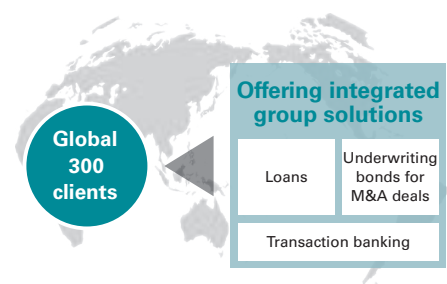 Offering integrated
group solutions
Global
300
clients
Loans
Underwriting
bonds for
M&A deals
Transaction banking